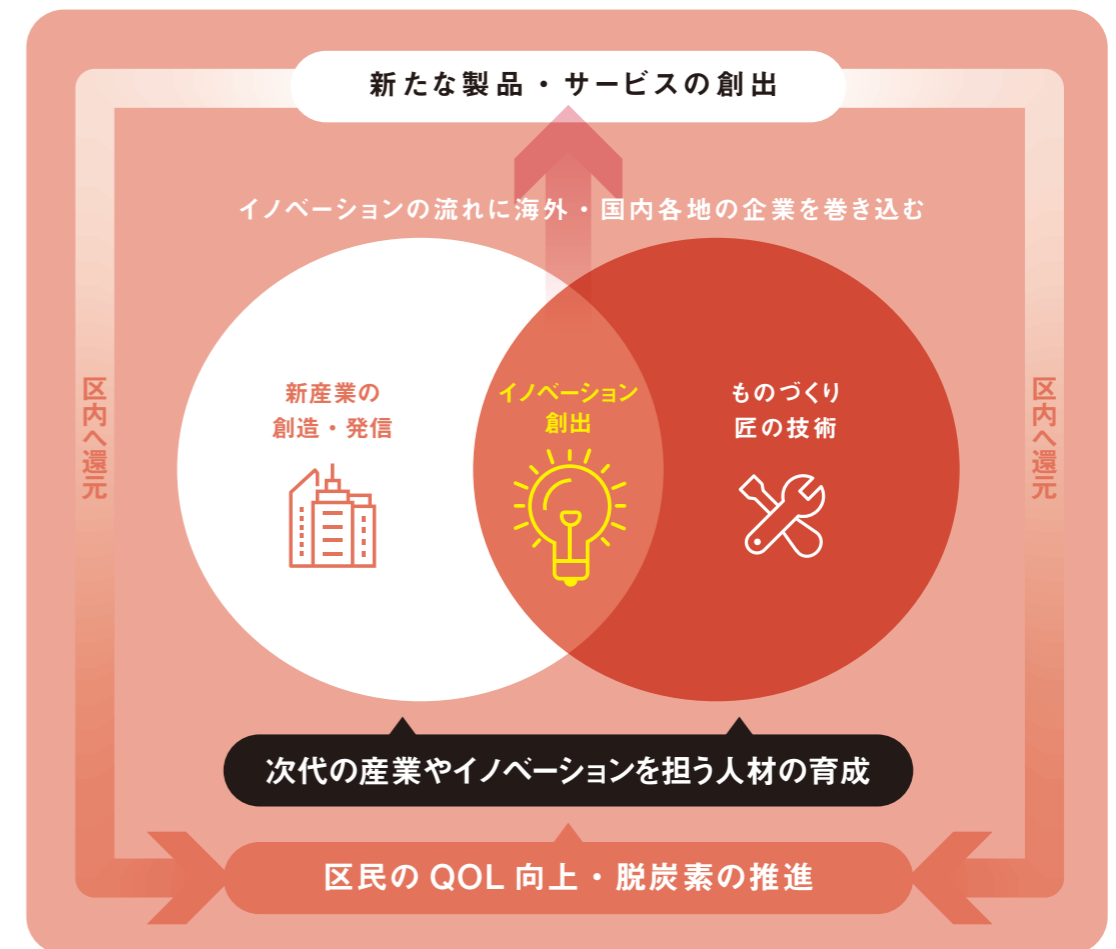 新たな製品・サービスの創出
イノベーションの流れに海外・国内各地の企業を巻き込む
区内へ還元
新産業の
創造・発信
イノベーション
創出
ものづくり
匠の技術
区内へ還元
次代の産業やイノベーションを担う人材の育成
区民のQOL向上・脱炭素の推進